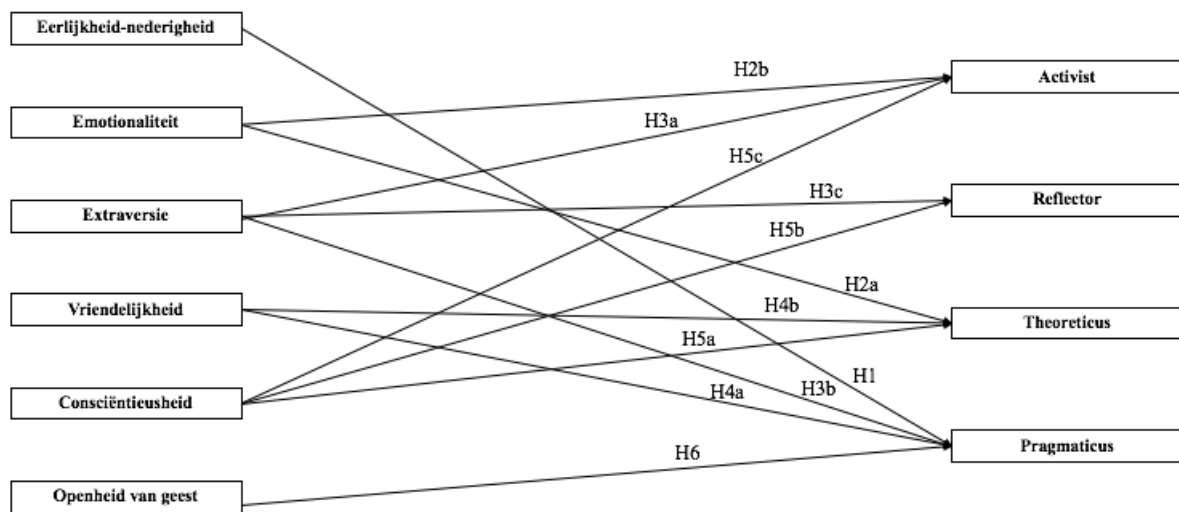 Eerlijkheid-nederigheid
Emotionaliteit
Extraversie
Vriendelijkheid
Consciëntieusheid
Openheid van geest
H2b
H3a
H5c
H3c
H5b
H2a
H4b
H5a
H1
H3b
H4a
H6
Activist
Reflector
Theoreticus
Pragmaticus